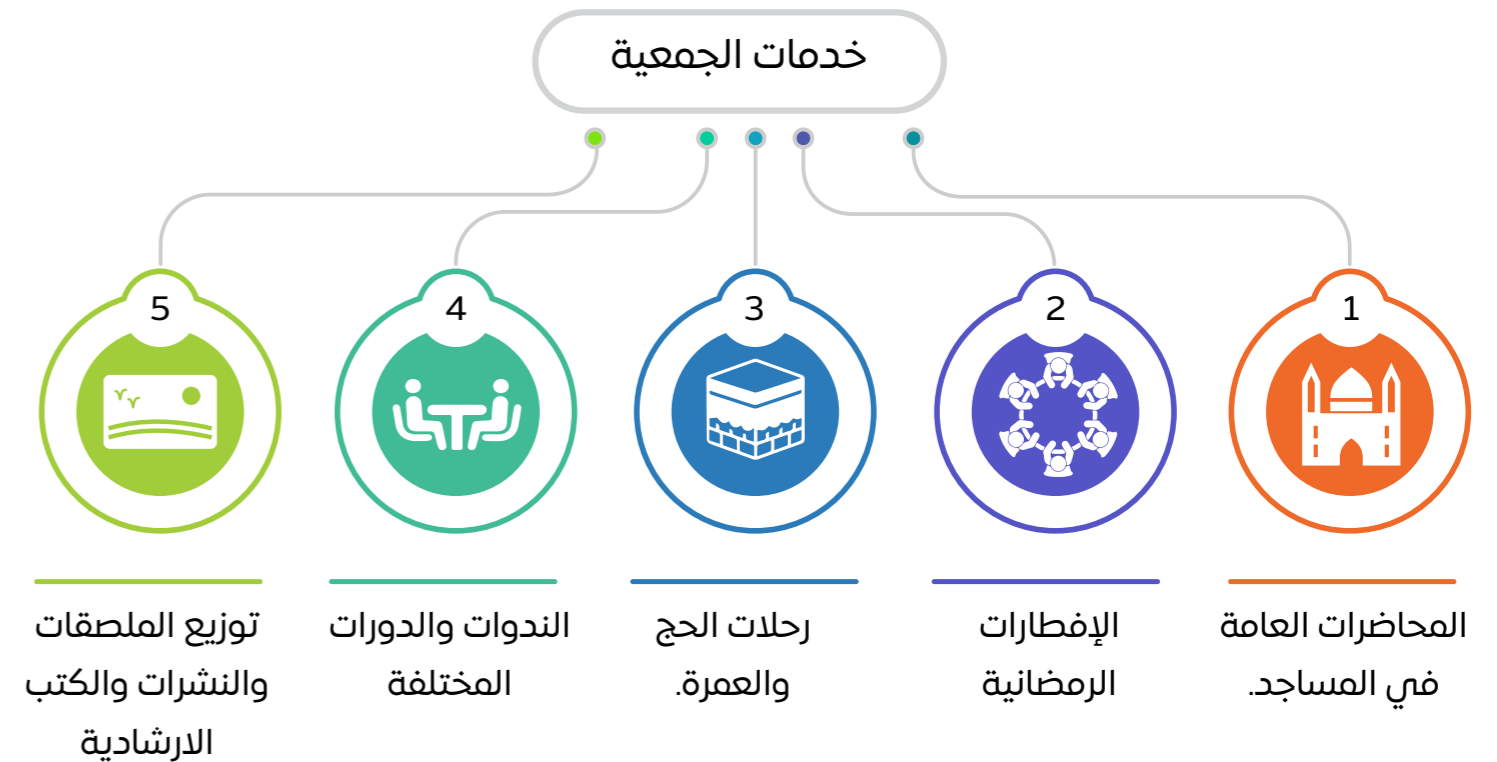 خدمات الجمعية
1
المحاضرات العامة
في المساجد.
2
الإفطارات
الرمضانية
3
رحلات الحج
والعمرة.
4
الندوات والدورات
المختلفة
5
توزيع الملصقات
والنشرات والكتب
الارشادية